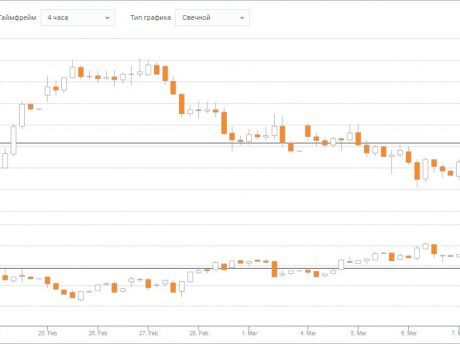 Таймфрейм 4 часа Тип графика Свечной
25. Feb 26. Feb 27. Feb 28. Feb 1. Mar 4. Mar 5. Mar 6. Mar 7. M